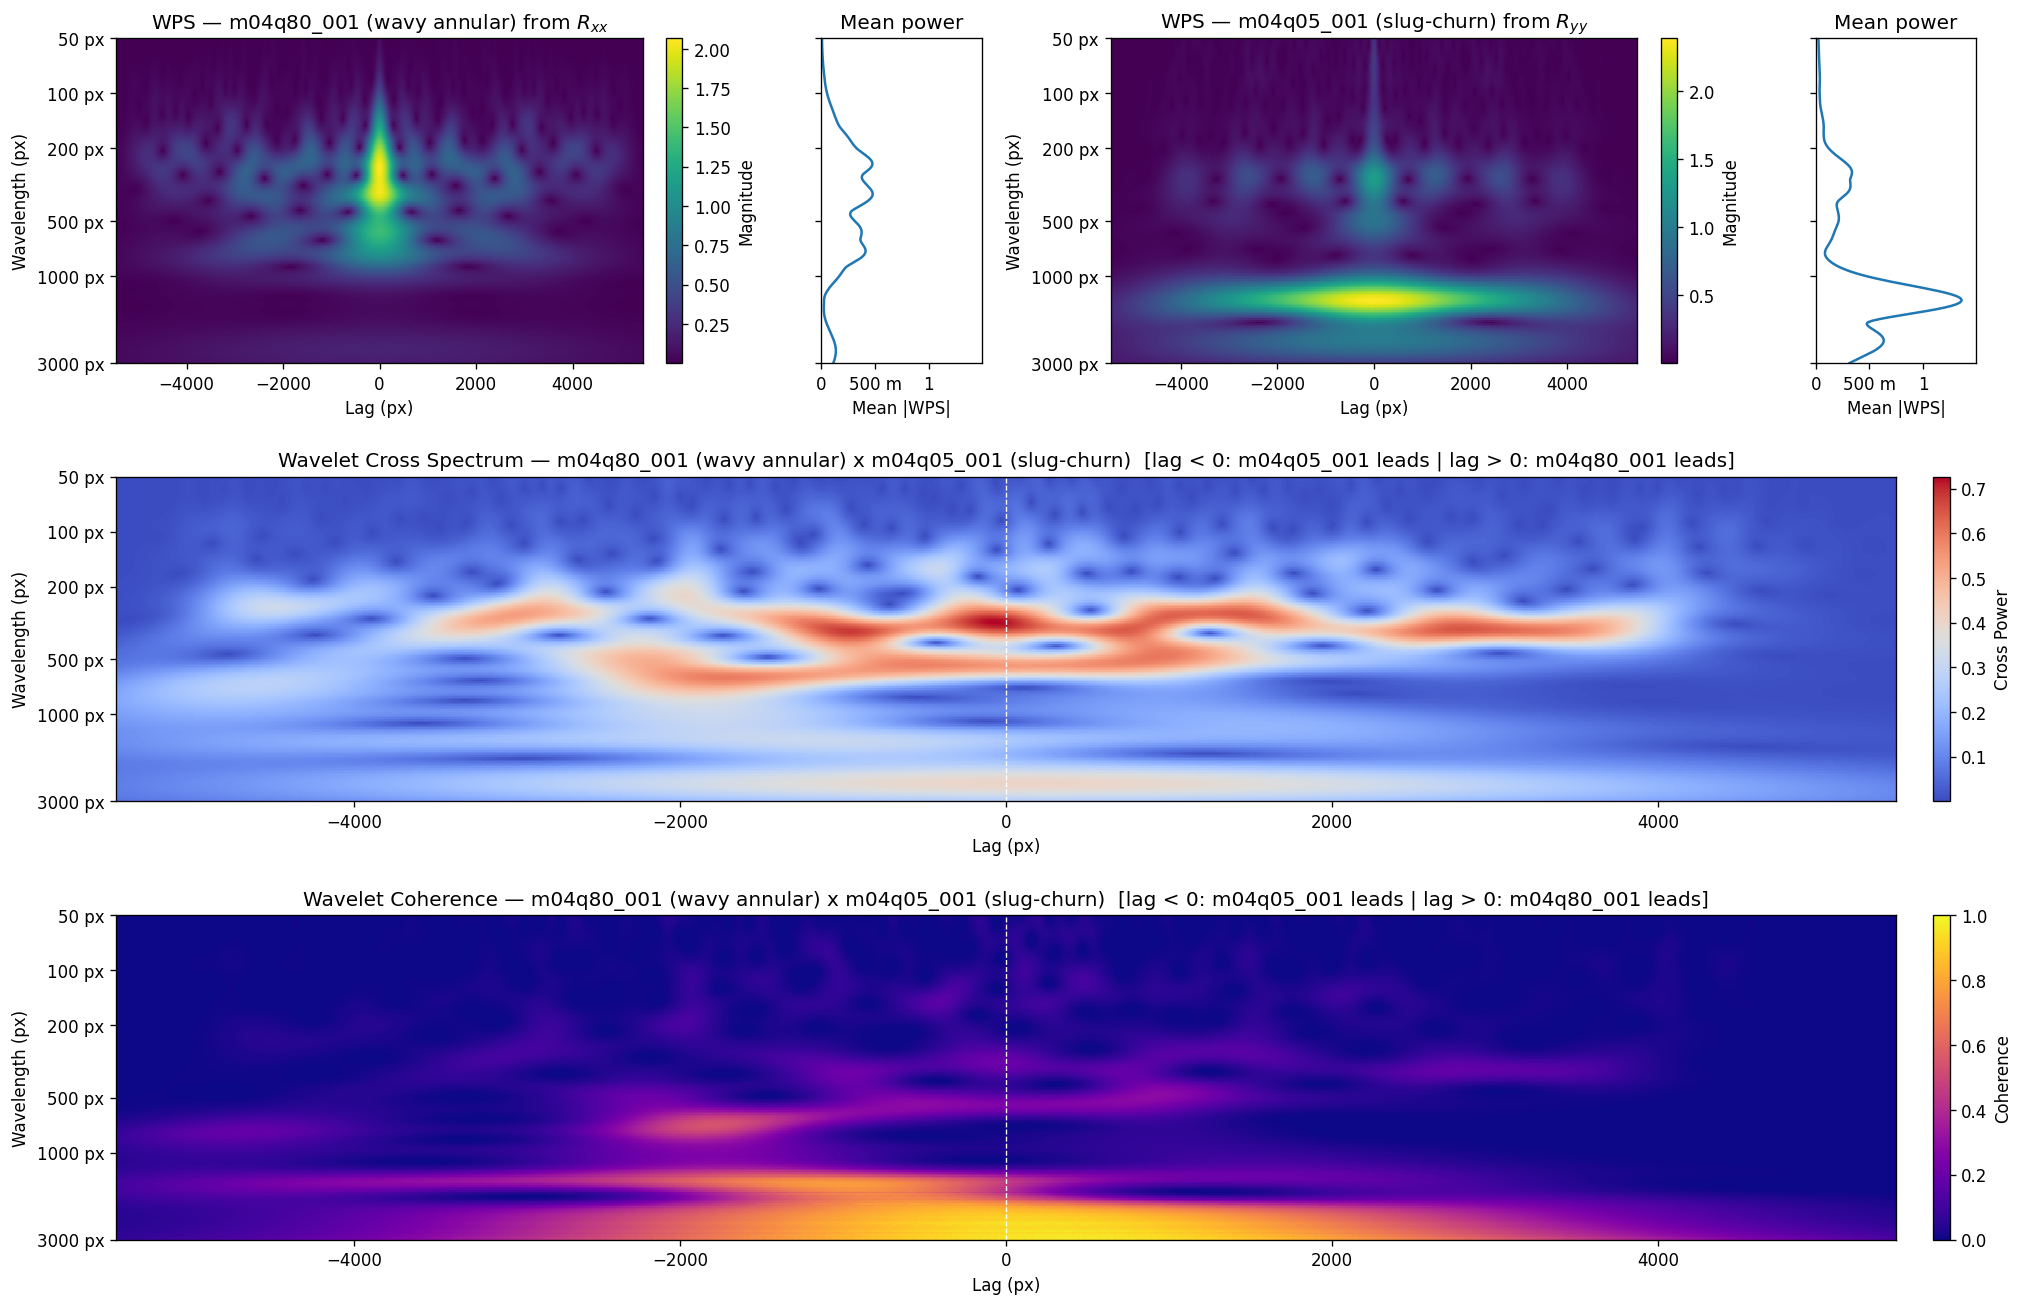 WPS — m04q80_001 (wavy annular) from Rxx
Mean power
WPS — m04q05_001 (slug-churn) from Ryy
Mean power
50 px
100 px
200 px
500 px
1000 px
3000 px
Wavelength (px)
−4000
−2000
0
2000
4000
Lag (px)
2.00
1.75
1.50
1.25
1.00
0.75
0.50
0.25
Magnitude
0
500 m
1
Mean |WPS|
50 px
100 px
200 px
500 px
1000 px
3000 px
Wavelength (px)
−4000
−2000
0
2000
4000
Lag (px)
2.0
1.5
1.0
0.5
Magnitude
0
500 m
1
Mean |WPS|
Wavelet Cross Spectrum — m04q80_001 (wavy annular) x m04q05_001 (slug-churn)  [lag < 0: m04q05_001 leads | lag > 0: m04q80_001 leads]
50 px
100 px
200 px
500 px
1000 px
3000 px
Wavelength (px)
−4000
−2000
0
2000
4000
Lag (px)
0.7
0.6
0.5
0.4
0.3
0.2
0.1
Cross Power
Wavelet Coherence — m04q80_001 (wavy annular) x m04q05_001 (slug-churn)  [lag < 0: m04q05_001 leads | lag > 0: m04q80_001 leads]
50 px
100 px
200 px
500 px
1000 px
3000 px
Wavelength (px)
−4000
−2000
0
2000
4000
Lag (px)
1.0
0.8
0.6
0.4
0.2
0.0
Coherence